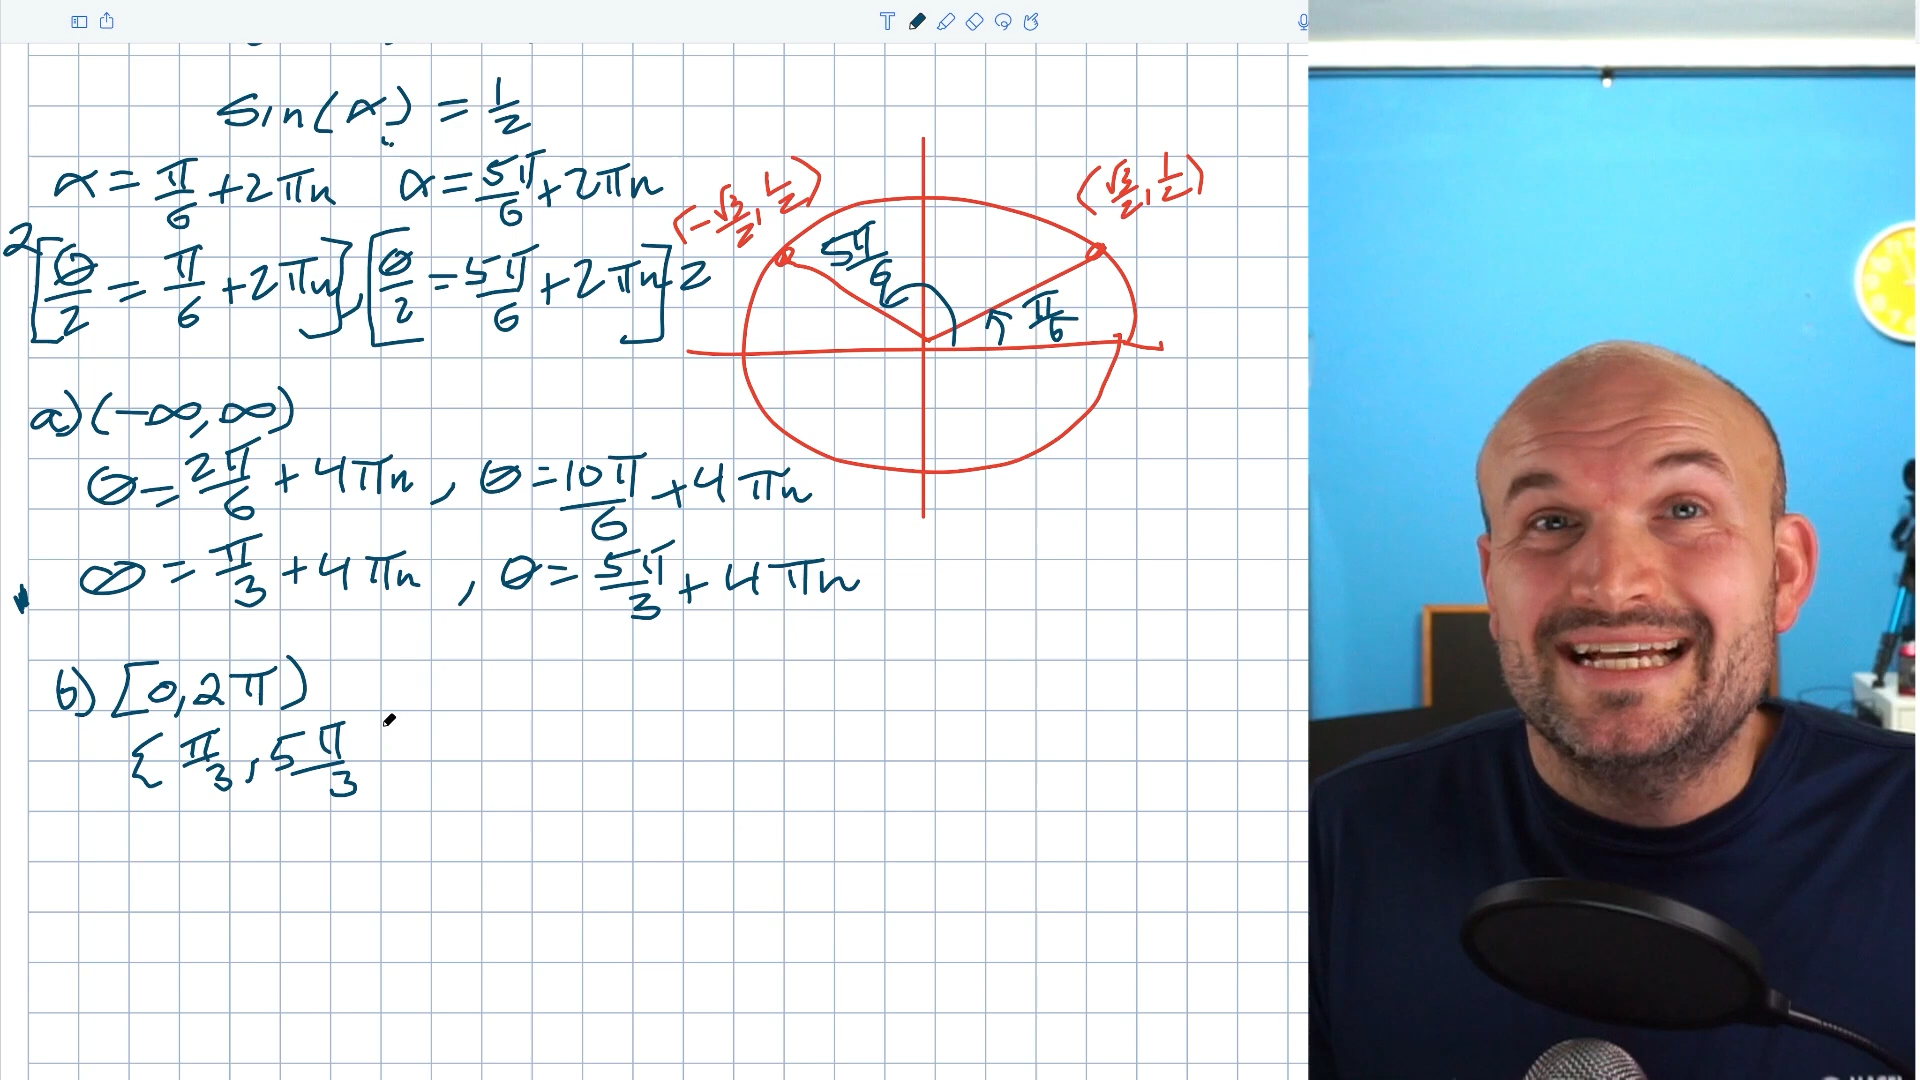 sin(α) = 1/2
α = π/6 + 2πn   α = 5π/6 + 2πn
2[θ/2 = π/6 + 2πn], [θ/2 = 5π/6 + 2πn]2
a) (-∞, ∞)
θ = 2π/6 + 4πn, θ = 10π/6 + 4πn
θ = π/3 + 4πn, θ = 5π/3 + 4πn
b) [0, 2π)
{π/3, 5π/3
(-√3/2, 1/2)
(√3/2, 1/2)
5π/6
π/6
T